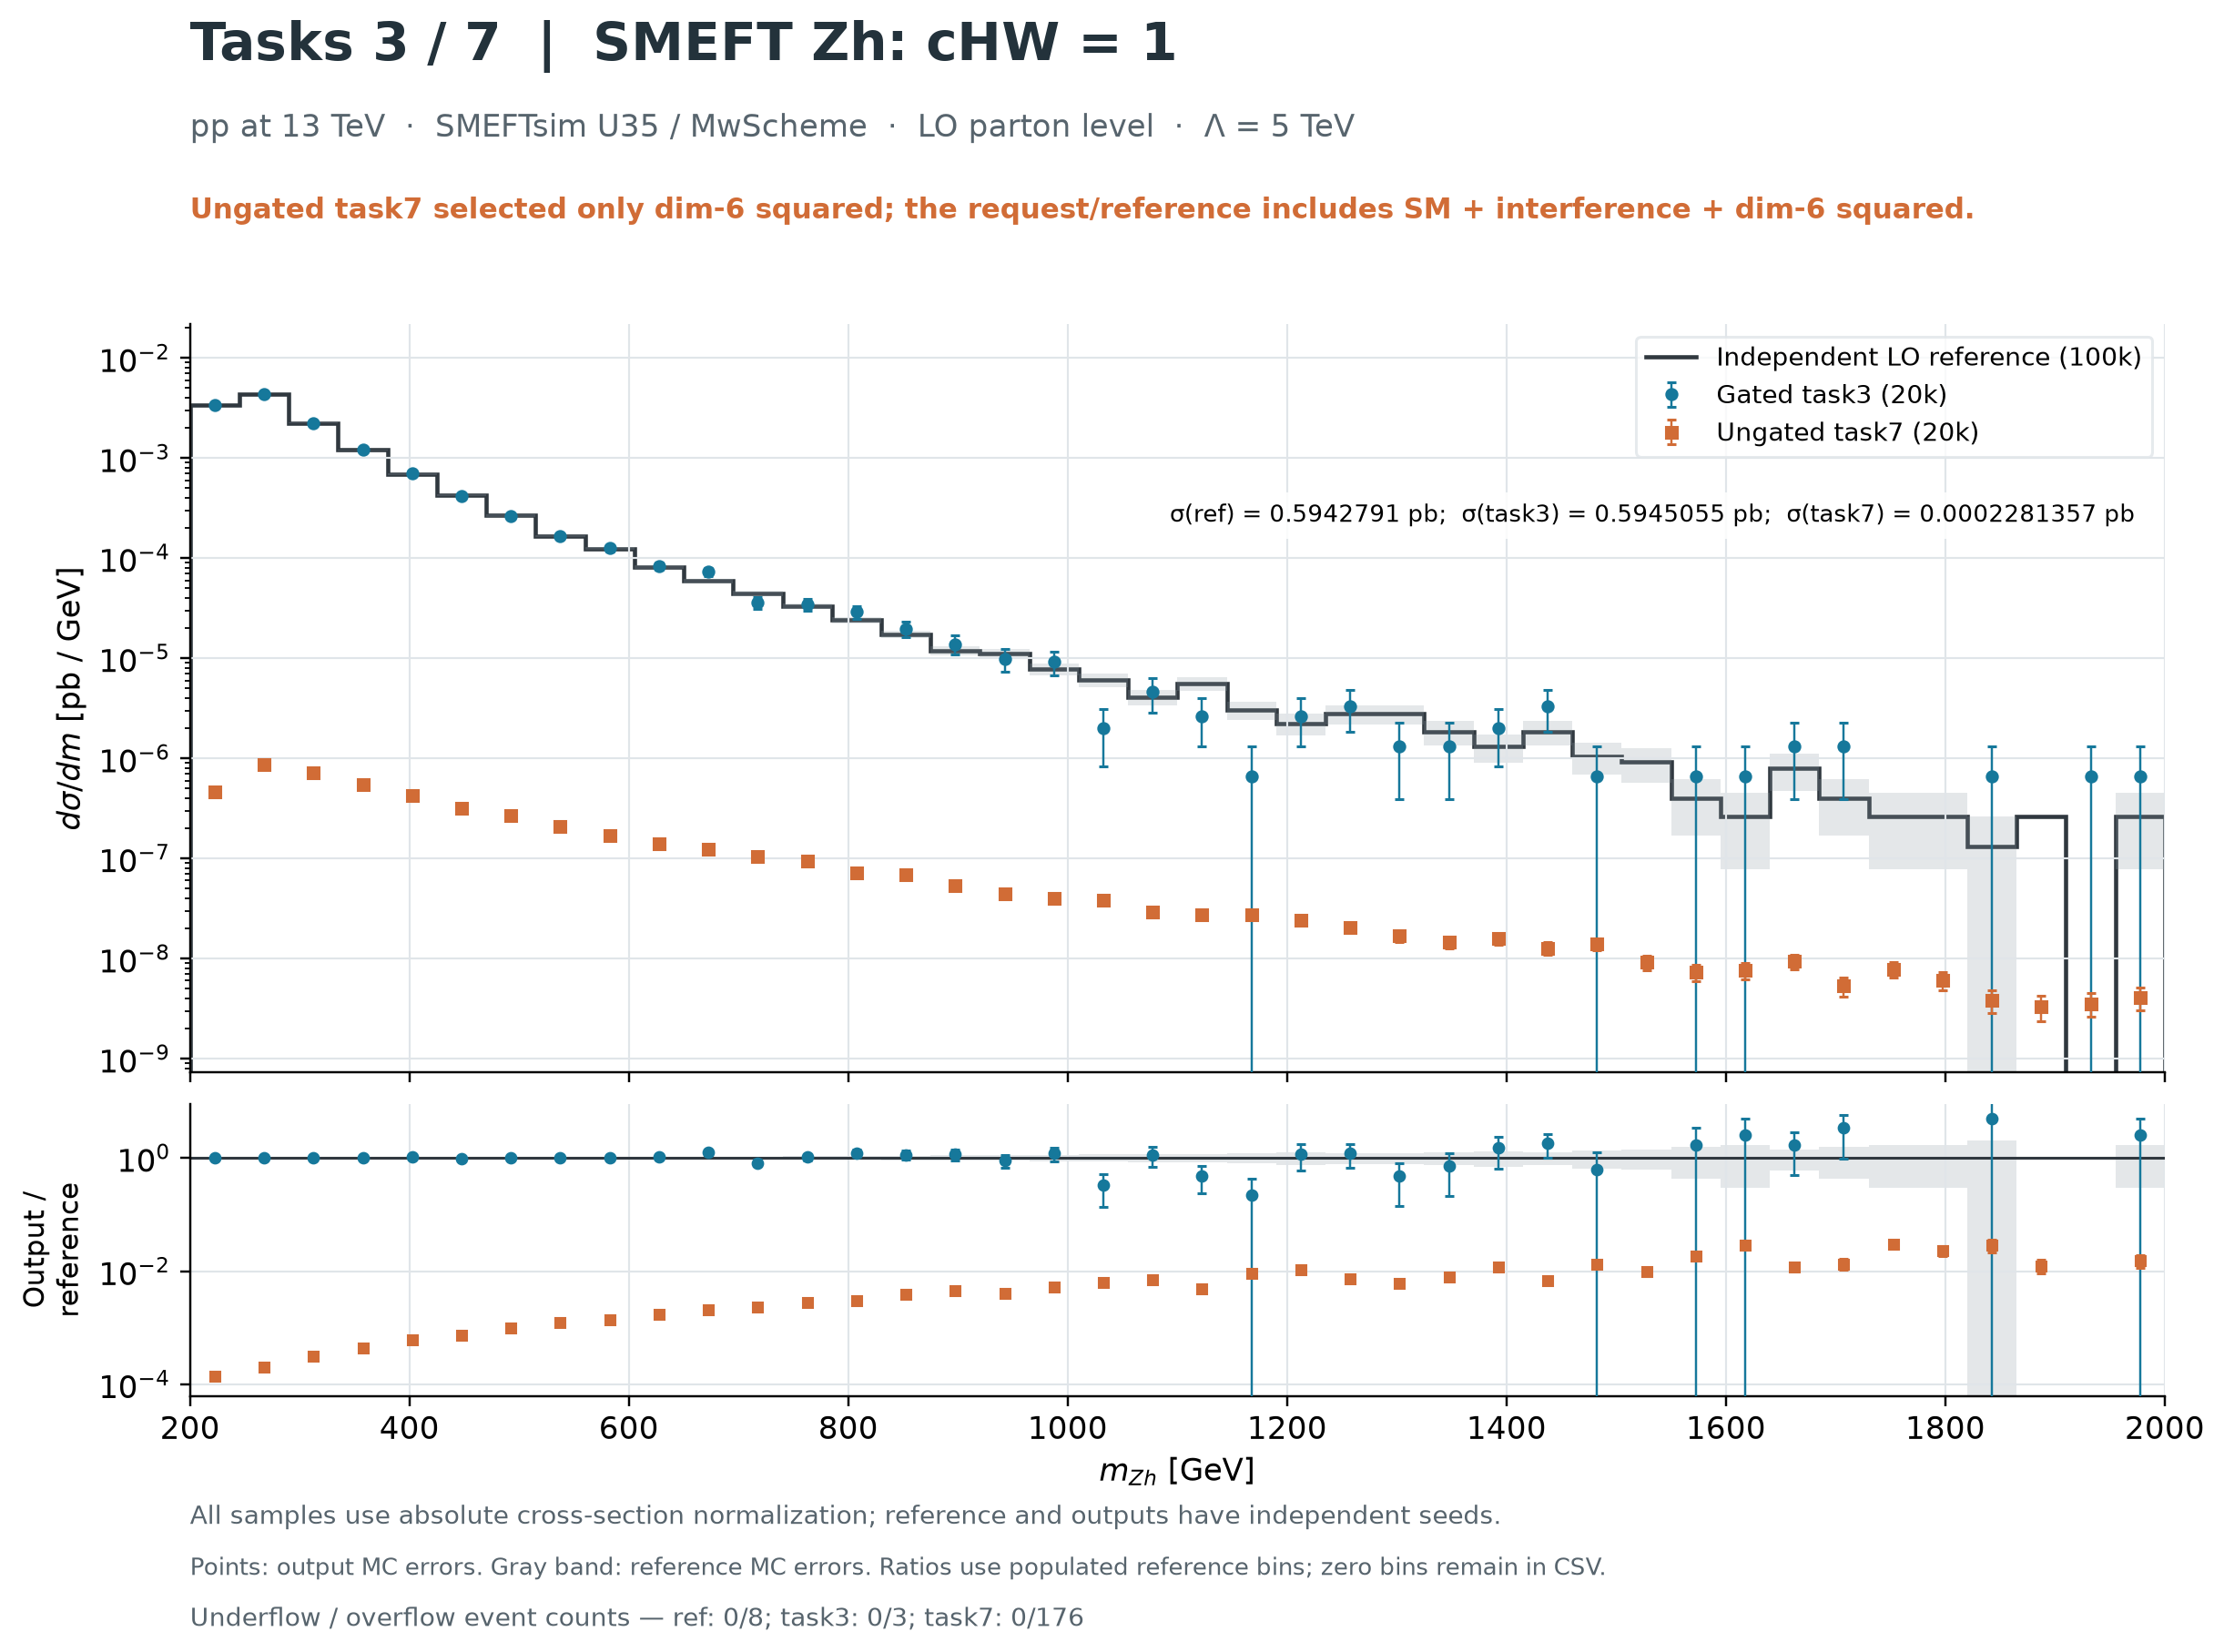 Tasks 3 / 7 | SMEFT Zh: cHW = 1
pp at 13 TeV · SMEFTsim U35 / MwScheme · LO parton level · Λ = 5 TeV
Ungated task7 selected only dim-6 squared; the request/reference includes SM + interference + dim-6 squared.
Independent LO reference (100k)
Gated task3 (20k)
Ungated task7 (20k)
σ(ref) = 0.5942791 pb; σ(task3) = 0.5945055 pb; σ(task7) = 0.0002281357 pb
dσ/dm [pb / GeV]
10⁻²
10⁻³
10⁻⁴
10⁻⁵
10⁻⁶
10⁻⁷
10⁻⁸
10⁻⁹
Output /
reference
10⁰
10⁻²
10⁻⁴
200 400 600 800 1000 1200 1400 1600 1800 2000
m_Zh [GeV]
All samples use absolute cross-section normalization; reference and outputs have independent seeds.
Points: output MC errors. Gray band: reference MC errors. Ratios use populated reference bins; zero bins remain in CSV.
Underflow / overflow event counts — ref: 0/8; task3: 0/3; task7: 0/176